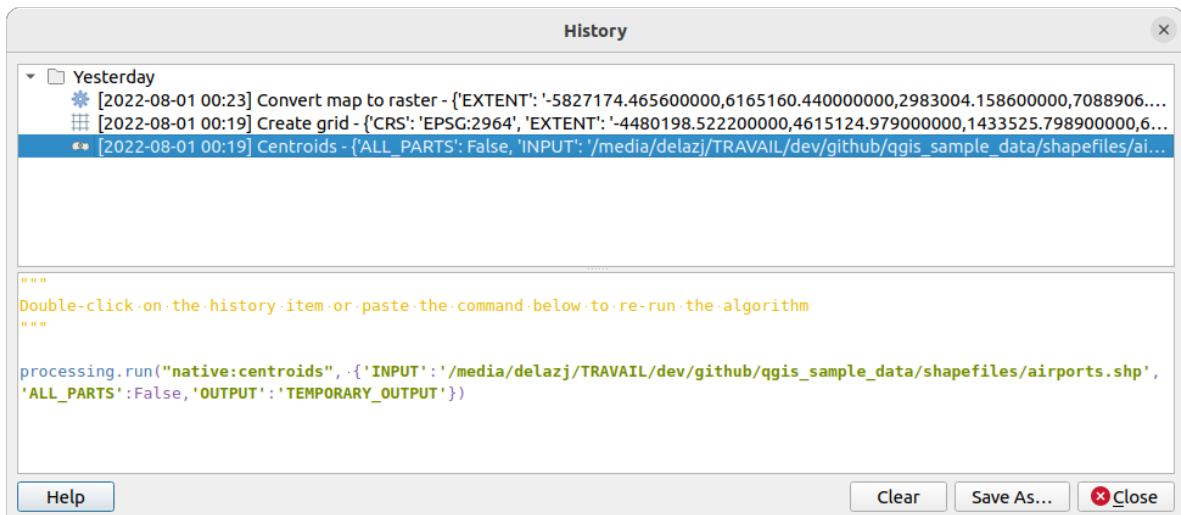 History
Yesterday
[2022-08-01 00:23] Convert map to raster - {'EXTENT': '-5827174.465600000,6165160.440000000,2983004.158600000,7088906....
[2022-08-01 00:19] Create grid - {'CRS': 'EPSG:2964', 'EXTENT': '-4480198.522200000,4615124.979000000,1433525.798900000,6...
[2022-08-01 00:19] Centroids - {'ALL_PARTS': False, 'INPUT': '/media/delazj/TRAVAIL/dev/github/qgis_sample_data/shapefiles/ai...
"""
Double-click·on·the·history·item·or·paste·the·command·below·to·re-run·the·algorithm
"""
processing.run("native:centroids",·{'INPUT':'/media/delazj/TRAVAIL/dev/github/qgis_sample_data/shapefiles/airports.shp',
'ALL_PARTS':False,'OUTPUT':'TEMPORARY_OUTPUT'})
Help Clear Save As... Close